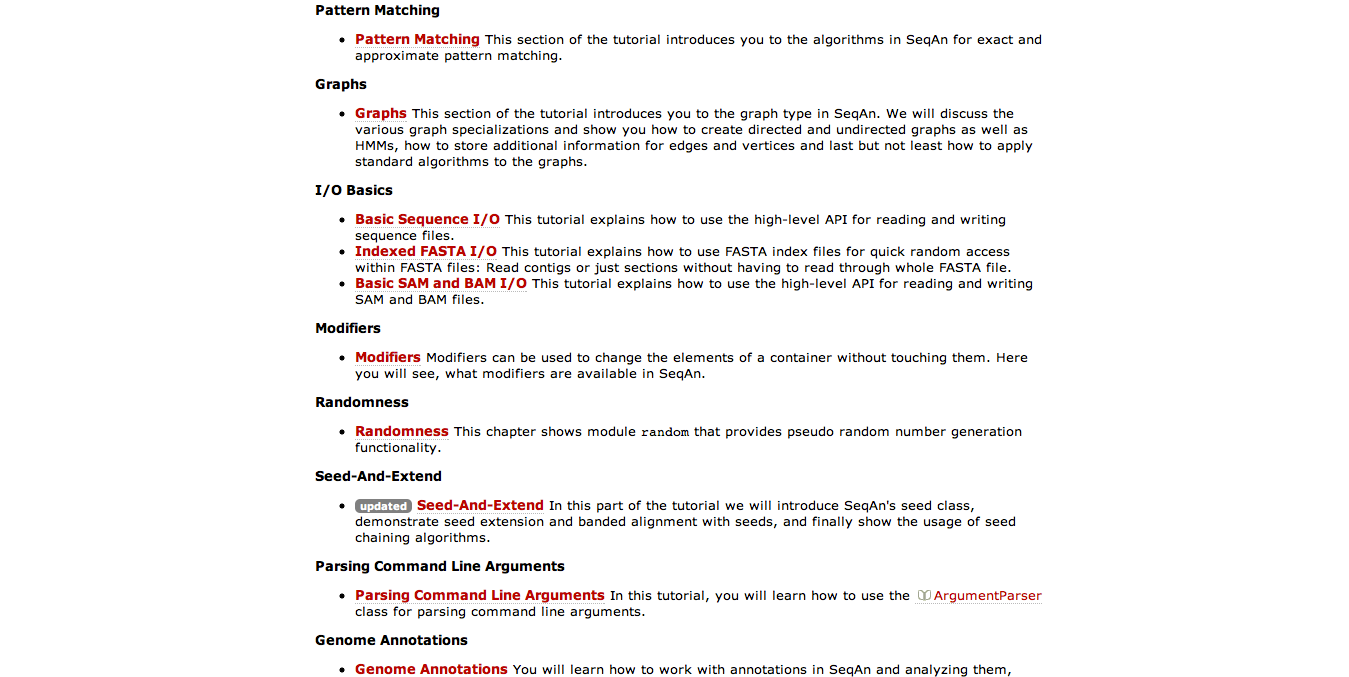 Pattern Matching
Pattern Matching This section of the tutorial introduces you to the algorithms in SeqAn for exact and
approximate pattern matching.
Graphs
Graphs This section of the tutorial introduces you to the graph type in SeqAn. We will discuss the
various graph specializations and show you how to create directed and undirected graphs as well as
HMMs, how to store additional information for edges and vertices and last but not least how to apply
standard algorithms to the graphs.
I/O Basics
Basic Sequence I/O This tutorial explains how to use the high-level API for reading and writing
sequence files.
Indexed FASTA I/O This tutorial explains how to use FASTA index files for quick random access
within FASTA files: Read contigs or just sections without having to read through whole FASTA file.
Basic SAM and BAM I/O This tutorial explains how to use the high-level API for reading and writing
SAM and BAM files.
Modifiers
Modifiers Modifiers can be used to change the elements of a container without touching them. Here
you will see, what modifiers are available in SeqAn.
Randomness
Randomness This chapter shows module random that provides pseudo random number generation
functionality.
Seed-And-Extend
updated Seed-And-Extend In this part of the tutorial we will introduce SeqAn's seed class,
demonstrate seed extension and banded alignment with seeds, and finally show the usage of seed
chaining algorithms.
Parsing Command Line Arguments
Parsing Command Line Arguments In this tutorial, you will learn how to use the ArgumentParser
class for parsing command line arguments.
Genome Annotations
Genome Annotations You will learn how to work with annotations in SeqAn and analyzing them,